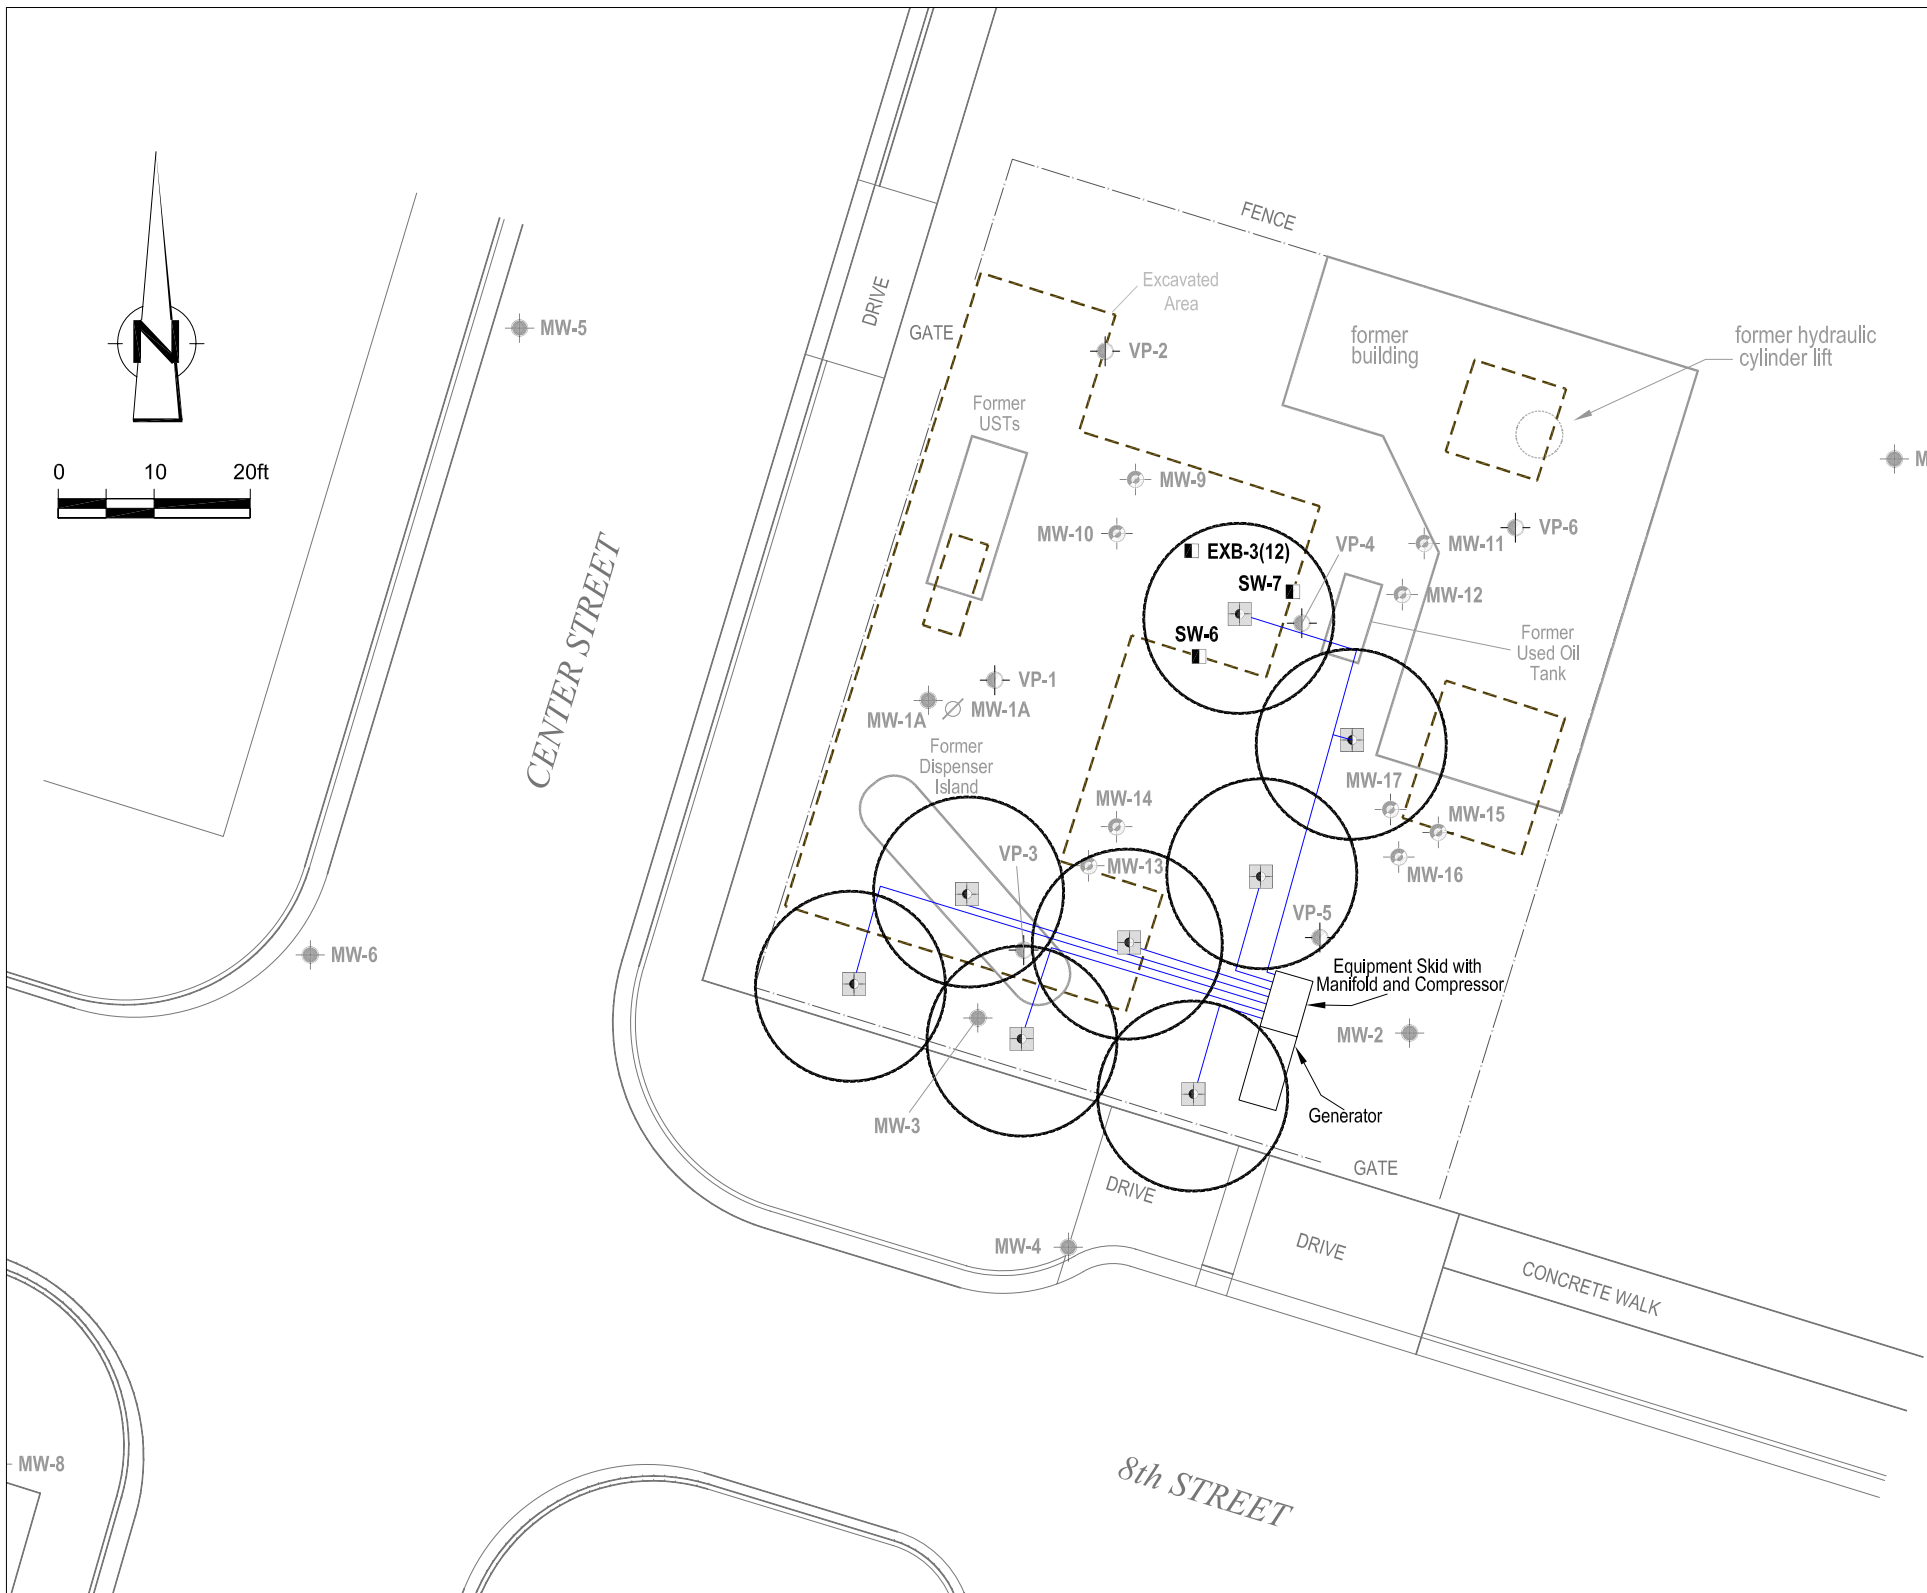 FENCE
Excavated
Area
DRIVE
GATE
MW-5
VP-2
former
building
former hydraulic
cylinder lift
N
Former
USTs
0 10 20ft
MW-9
M
MW-10
EXB-3(12)
VP-4
MW-11
VP-6
SW-7
MW-12
SW-6
Former
Used Oil
Tank
CENTER STREET
VP-1
MW-1A
MW-1A
Former
Dispenser
Island
MW-17
MW-14
MW-15
VP-3
MW-13
MW-16
VP-5
MW-6
Equipment Skid with
Manifold and Compressor
MW-2
MW-3
Generator
GATE
DRIVE
MW-4
DRIVE
CONCRETE WALK
MW-8
8th STREET